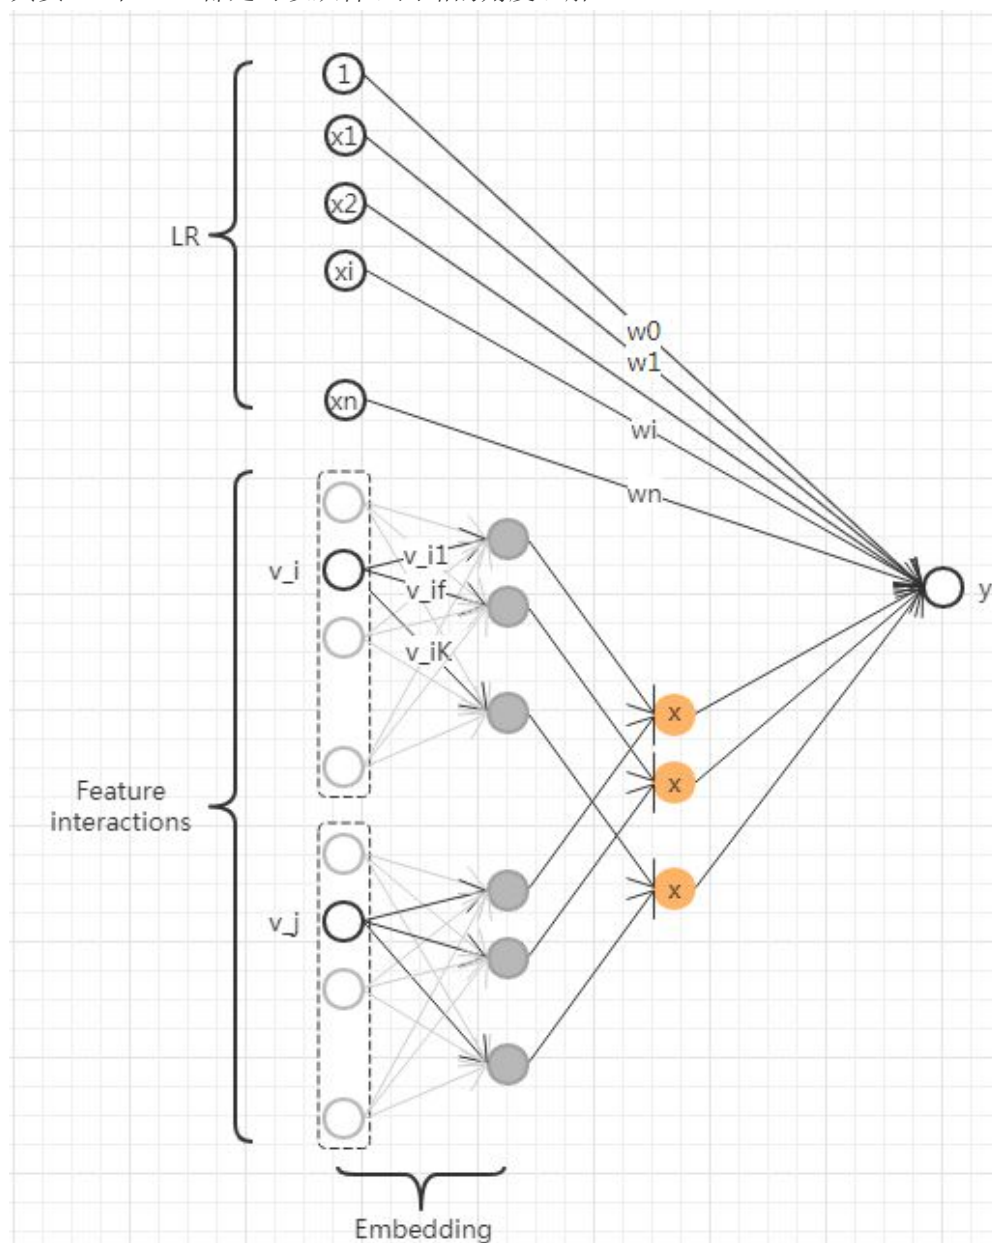 1
x1
x2
LR
xi
w0
w1
xn
wi
wn
v_i
v_i1
v_if
v_iK
y
x
x
x
Feature
interactions
v_j
Embedding